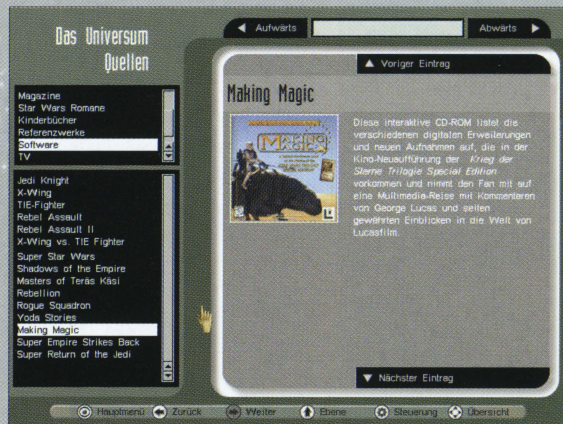 Das Universum
Quellen
Aufwärts
Abwärts
Magazine
Star Wars Romane
Kinderbücher
Referenzwerke
Software
TV
Jedi Knight
X-Wing
TIE-Fighter
Rebel Assault
Rebel Assault II
X-Wing vs. TIE Fighter
Super Star Wars
Shadows of the Empire
Masters of Teräs Käsi
Rebellion
Rogue Squadron
Yoda Stories
Making Magic
Super Empire Strikes Back
Super Return of the Jedi
Voriger Eintrag
Making Magic
MAKING
MAGIC
Diese interaktive CD-ROM listet die
verschiedenen digitalen Erweiterungen
und neuen Aufnahmen auf, die in der
Kino-Neuaufführung der Krieg der
Sterne Trilogie Special Edition
vorkommen und nimmt den Fan mit auf
eine Multimedia-Reise mit Kommentaren
von George Lucas und selten
gewährten Einblicken in die Welt von
Lucasfilm.
Nächster Eintrag
Hauptmenü Zurück Weiter Ebene Steuerung Übersicht